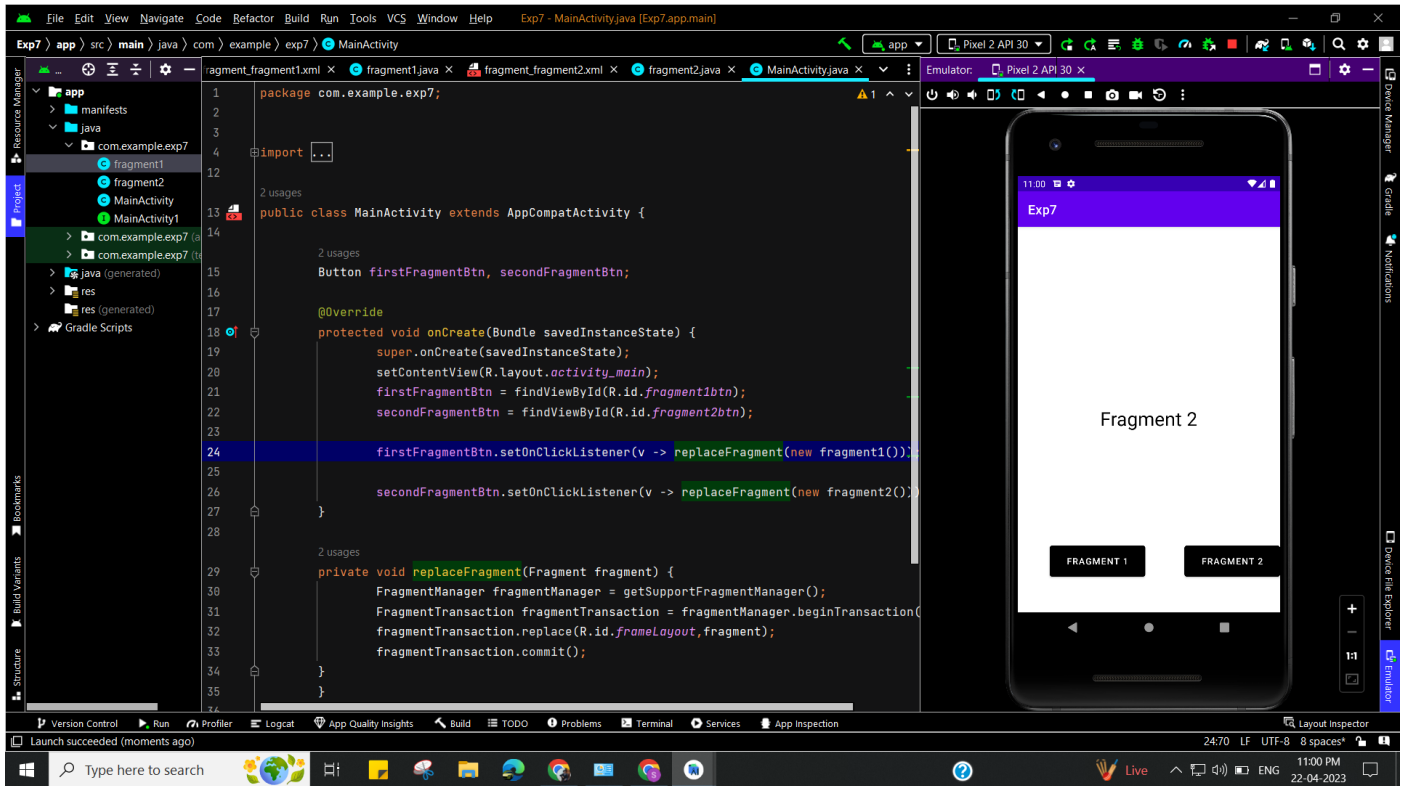 File Edit View Navigate Code Refactor Build Run Tools VCS Window Help Exp7 - MainActivity.java [Exp7.app.main]
Exp7 〉 app 〉 src 〉 main 〉 java 〉 com 〉 example 〉 exp7 〉 MainActivity
app Pixel 2 API 30
ragment_fragment1.xml × fragment1.java × fragment_fragment2.xml × fragment2.java × MainActivity.java ×
Emulator: Pixel 2 API 30 ×
Resource Manager
Project
Bookmarks
Build Variants
Structure
app
manifests
java
com.example.exp7
fragment1
fragment2
MainActivity
MainActivity1
com.example.exp7 (a
com.example.exp7 (te
java (generated)
res
res (generated)
Gradle Scripts
1 package com.example.exp7;
1
2
3
4 import ...
12
2 usages
13 public class MainActivity extends AppCompatActivity {
14
2 usages
15 Button firstFragmentBtn, secondFragmentBtn;
16
17 @Override
18 protected void onCreate(Bundle savedInstanceState) {
19 super.onCreate(savedInstanceState);
20 setContentView(R.layout.activity_main);
21 firstFragmentBtn = findViewById(R.id.fragment1btn);
22 secondFragmentBtn = findViewById(R.id.fragment2btn);
23
24 firstFragmentBtn.setOnClickListener(v -> replaceFragment(new fragment1()));
25
26 secondFragmentBtn.setOnClickListener(v -> replaceFragment(new fragment2()))
27 }
28
2 usages
29 private void replaceFragment(Fragment fragment) {
30 FragmentManager fragmentManager = getSupportFragmentManager();
31 FragmentTransaction fragmentTransaction = fragmentManager.beginTransaction(
32 fragmentTransaction.replace(R.id.frameLayout,fragment);
33 fragmentTransaction.commit();
34 }
35 }
36
11:00
Exp7
Fragment 2
FRAGMENT 1 FRAGMENT 2
+
−
1:1
Device Manager
Gradle
Notifications
Device File Explorer
Emulator
Version Control Run Profiler Logcat App Quality Insights Build TODO Problems Terminal Services App Inspection Layout Inspector
Launch succeeded (moments ago) 24:70 LF UTF-8 8 spaces*
Type here to search Live ENG 11:00 PM
22-04-2023